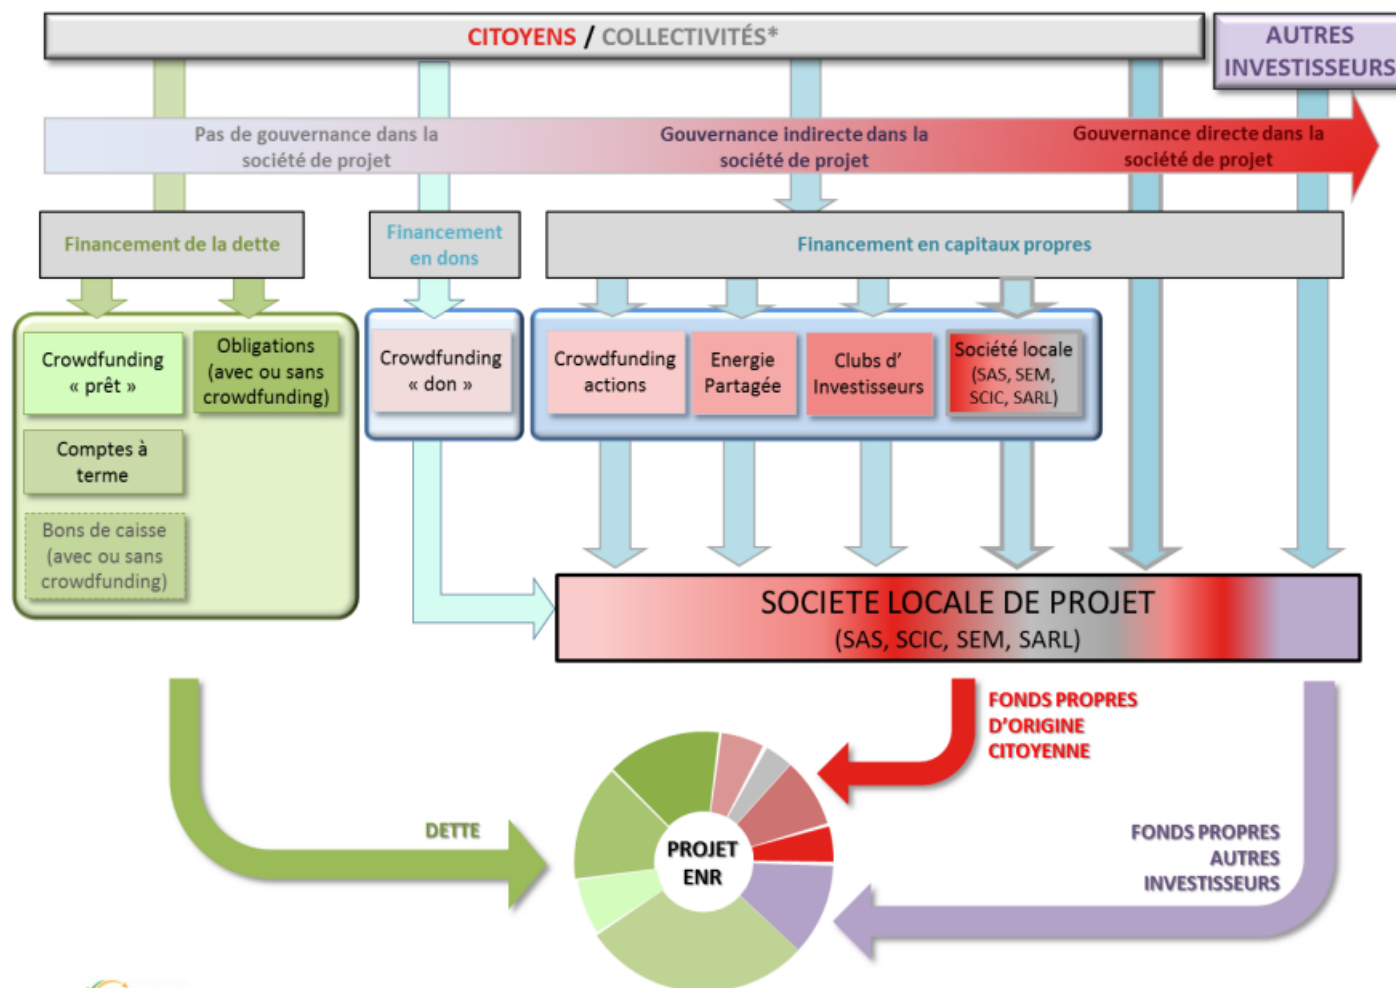 CITOYENS / COLLECTIVITÉS*
AUTRES
INVESTISSEURS
Pas de gouvernance dans la
société de projet
Gouvernance indirecte dans la
société de projet
Gouvernance directe dans la
société de projet
Financement de la dette
Financement
en dons
Financement en capitaux propres
Crowdfunding
« prêt »
Obligations
(avec ou sans
crowdfunding)
Comptes à
terme
Bons de caisse
(avec ou sans
crowdfunding)
Crowdfunding
« don »
Crowdfunding
actions
Energie
Partagée
Clubs d'
Investisseurs
Société locale
(SAS, SEM,
SCIC, SARL)
SOCIETE LOCALE DE PROJET
(SAS, SCIC, SEM, SARL)
FONDS PROPRES
D'ORIGINE
CITOYENNE
DETTE
PROJET
ENR
FONDS PROPRES
AUTRES
INVESTISSEURS